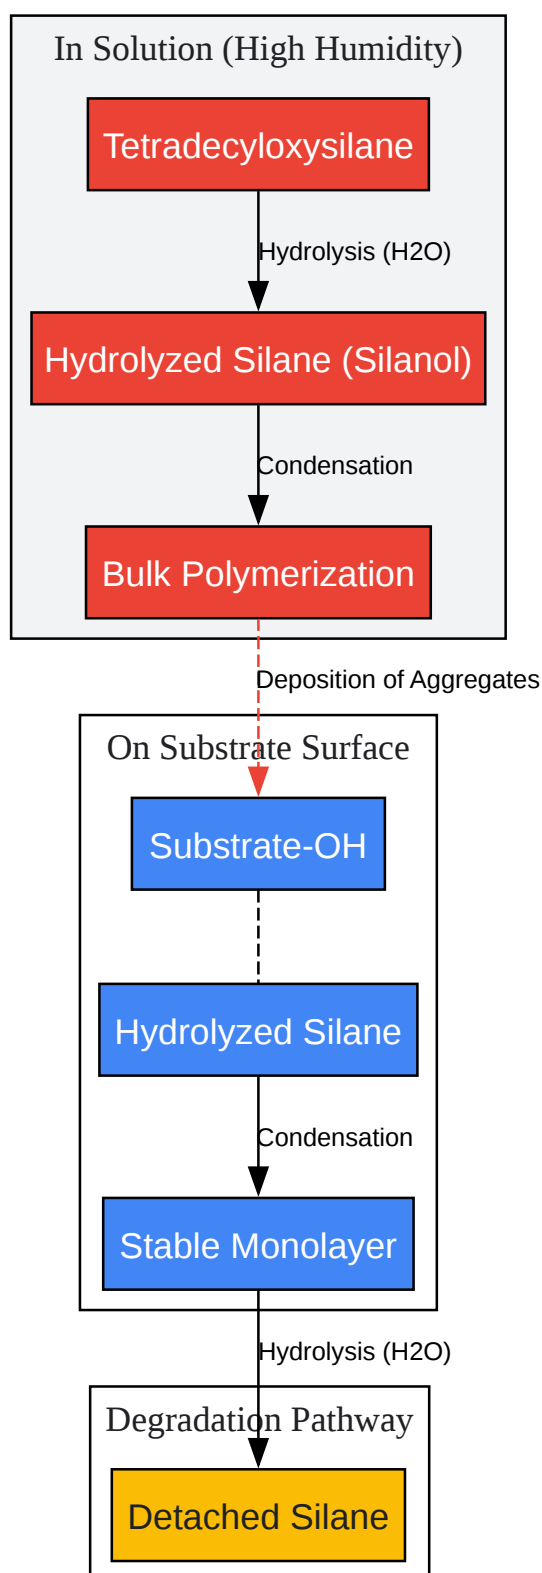 In Solution (High Humidity)
Tetradecyloxysilane
Hydrolysis (H2O)
Hydrolyzed Silane (Silanol)
Condensation
Bulk Polymerization
Deposition of Aggregates
On Substrate Surface
Substrate-OH
Hydrolyzed Silane
Condensation
Stable Monolayer
Hydrolysis (H2O)
Degradation Pathway
Detached Silane